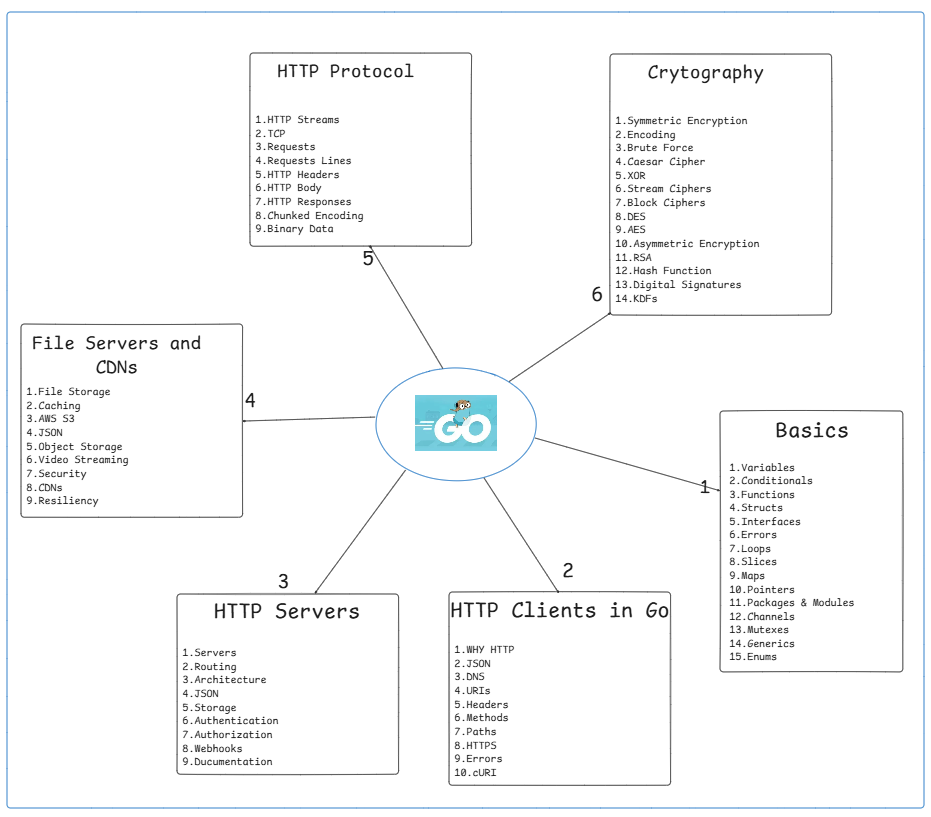 HTTP Protocol
1.HTTP Streams
2.TCP
3.Requests
4.Requests Lines
5.HTTP Headers
6.HTTP Body
7.HTTP Responses
8.Chunked Encoding
9.Binary Data
5
Crytography
1.Symmetric Encryption
2.Encoding
3.Brute Force
4.Caesar Cipher
5.XOR
6.Stream Ciphers
7.Block Ciphers
8.DES
9.AES
10.Asymmetric Encryption
11.RSA
12.Hash Function
13.Digital Signatures
14.KDFs
6
File Servers and
CDNs
1.File Storage
2.Caching
3.AWS S3
4.JSON
5.Object Storage
6.Video Streaming
7.Security
8.CDNs
9.Resiliency
4
GO
Basics
1.Variables
2.Conditionals
3.Functions
4.Structs
5.Interfaces
6.Errors
7.Loops
8.Slices
9.Maps
10.Pointers
11.Packages & Modules
12.Channels
13.Mutexes
14.Generics
15.Enums
1
3
HTTP Servers
1.Servers
2.Routing
3.Architecture
4.JSON
5.Storage
6.Authentication
7.Authorization
8.Webhooks
9.Ducumentation
2
HTTP Clients in Go
1.WHY HTTP
2.JSON
3.DNS
4.URIs
5.Headers
6.Methods
7.Paths
8.HTTPS
9.Errors
10.cURI